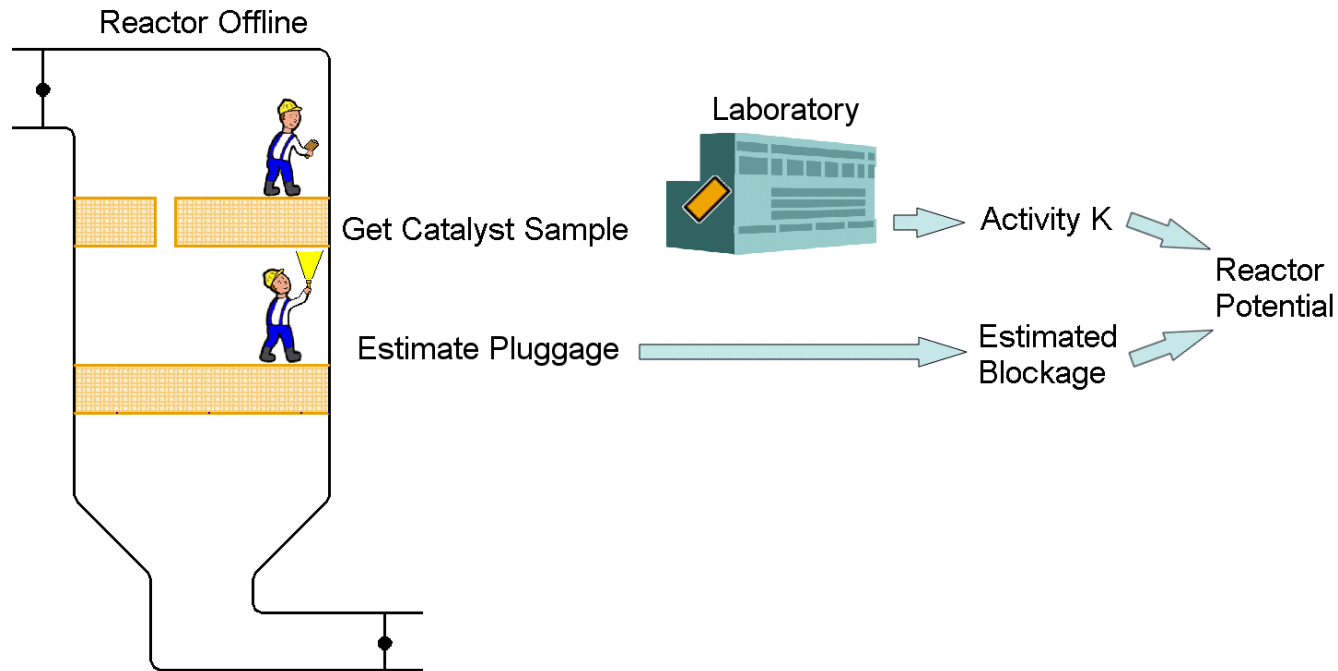 Reactor Offline
Laboratory
Get Catalyst Sample
Activity K
Reactor
Potential
Estimate Pluggage
Estimated
Blockage